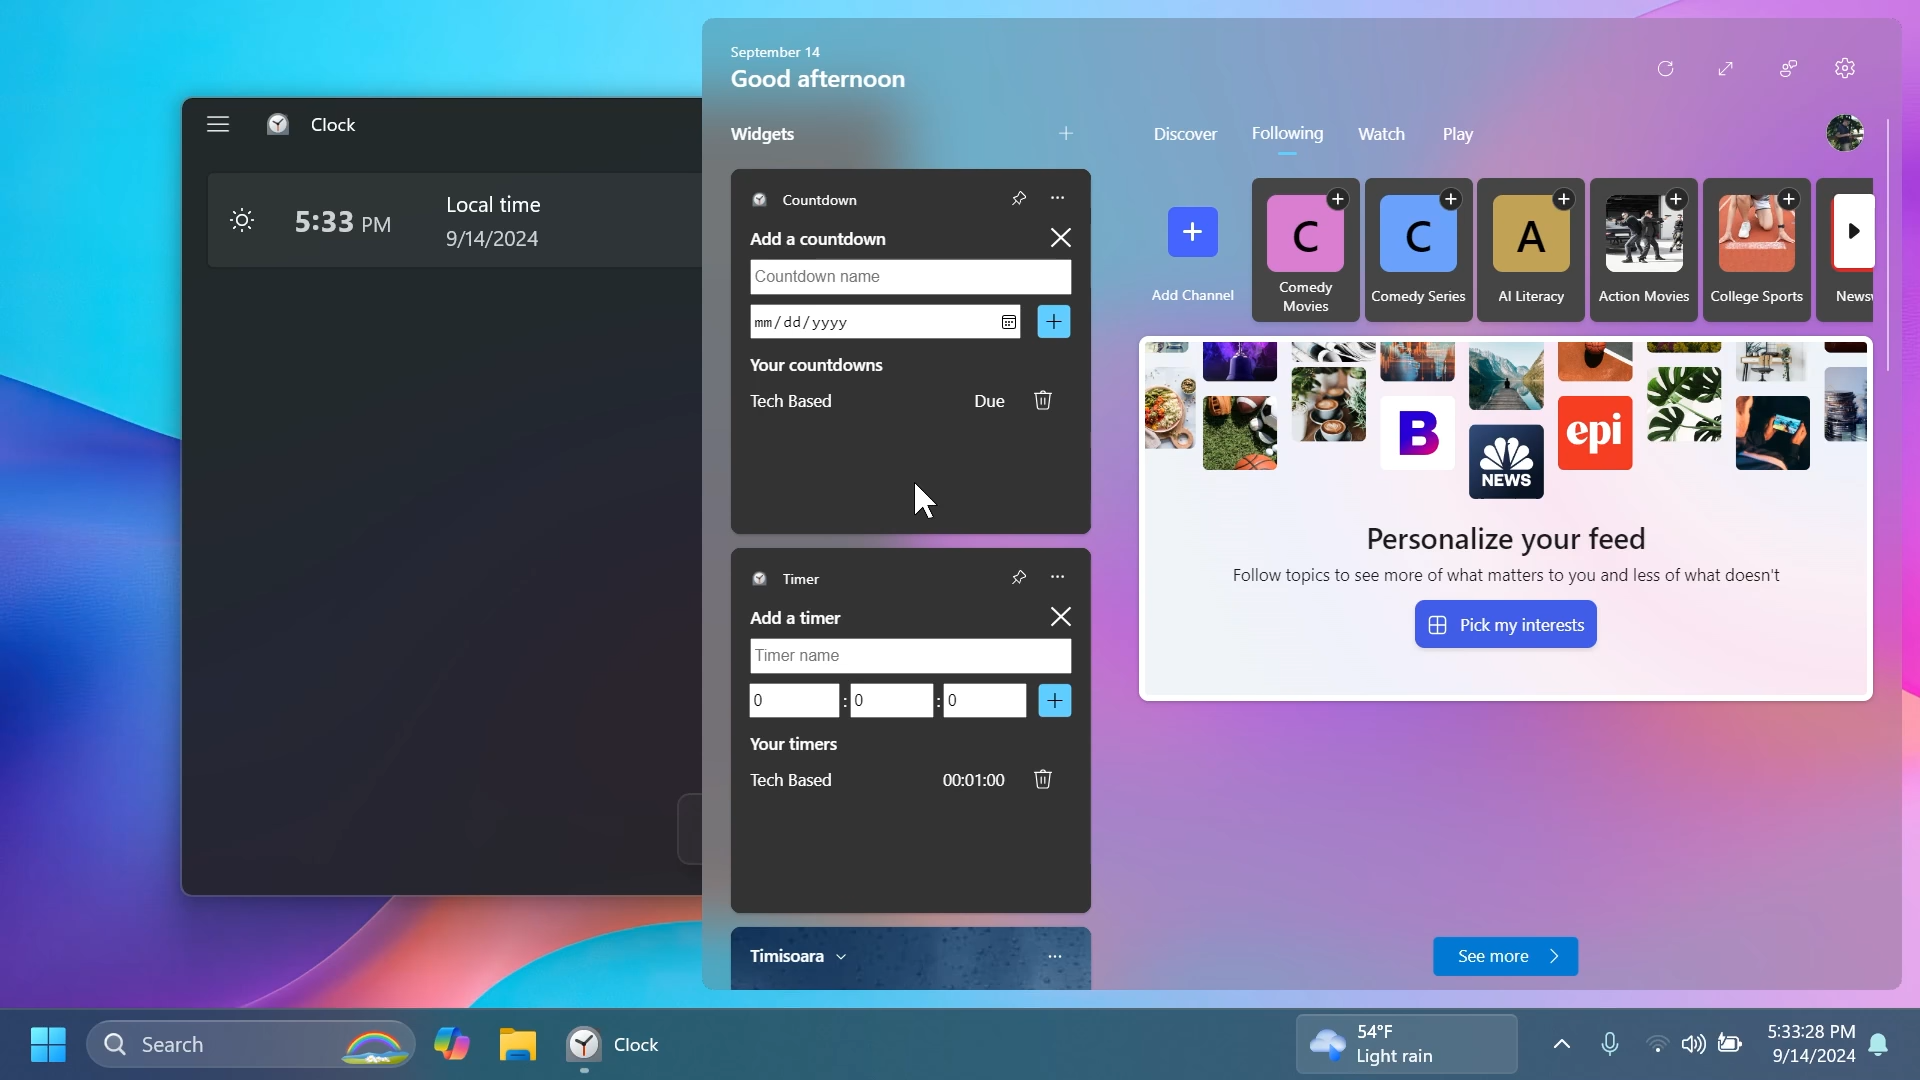 Clock
5:33 PM
Local time
9/14/2024
September 14
Good afternoon
Widgets
Countdown
Add a countdown
Countdown name
mm/dd/yyyy
Your countdowns
Tech Based
Due
Timer
Add a timer
Timer name
0 : 0 : 0
Your timers
Tech Based
00:01:00
Timisoara
Discover
Following
Watch
Play
Add Channel
C
Comedy
Movies
C
Comedy Series
A
AI Literacy
Action Movies
College Sports
B
NEWS
epi
Personalize your feed
Follow topics to see more of what matters to you and less of what doesn't
Pick my interests
See more
Search
Clock
54°F
Light rain
5:33:28 PM
9/14/2024